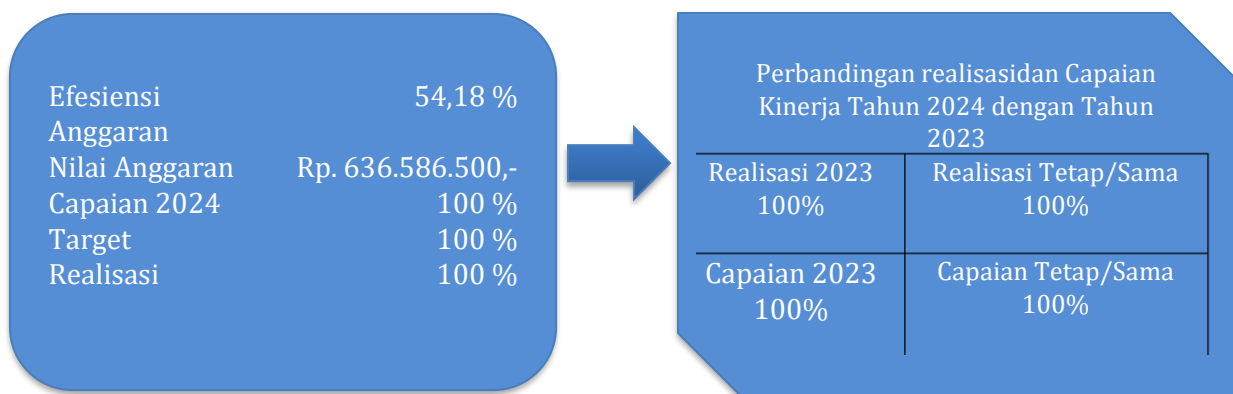 Efesiensi 54,18 %
Anggaran
Nilai Anggaran Rp. 636.586.500,-
Capaian 2024 100 %
Target 100 %
Realisasi 100 %
Perbandingan realisasidan Capaian
Kinerja Tahun 2024 dengan Tahun
2023
Realisasi 2023 Realisasi Tetap/Sama
100% 100%
Capaian 2023 Capaian Tetap/Sama
100% 100%